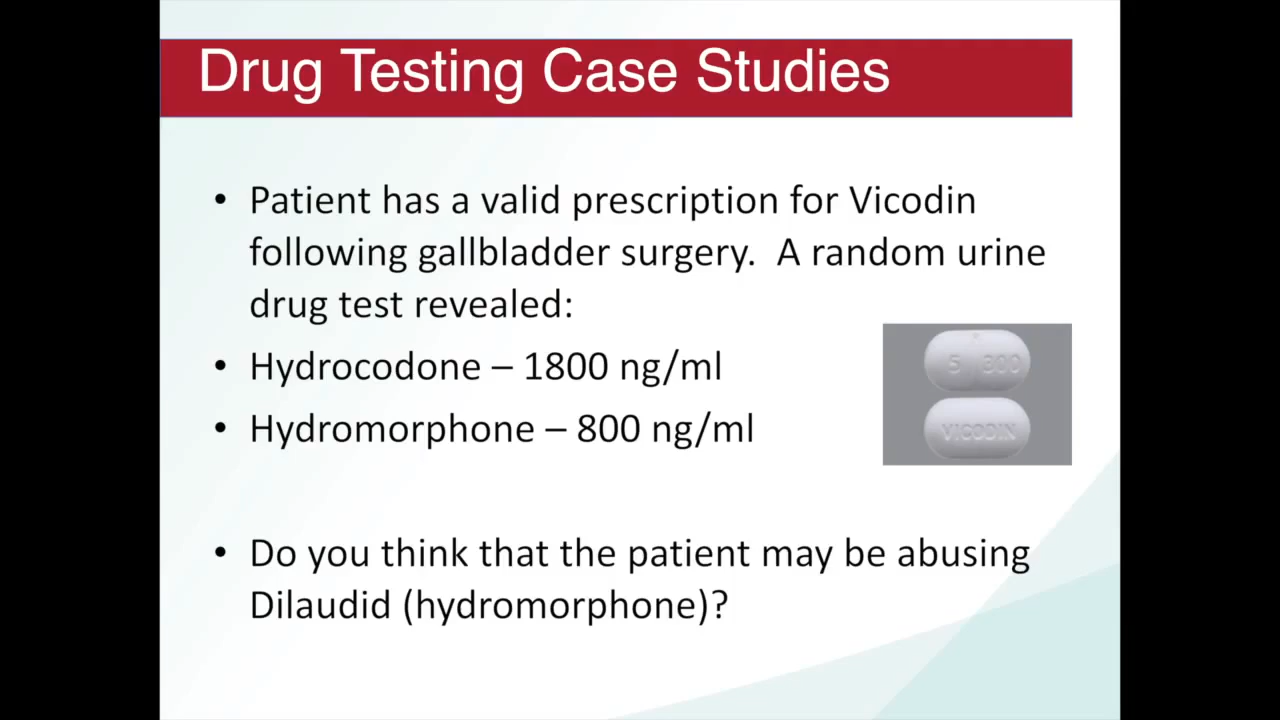 Drug Testing Case Studies
• Patient has a valid prescription for Vicodin
following gallbladder surgery.  A random urine
drug test revealed:
• Hydrocodone – 1800 ng/ml
5 300
• Hydromorphone – 800 ng/ml
VICODIN
• Do you think that the patient may be abusing
Dilaudid (hydromorphone)?